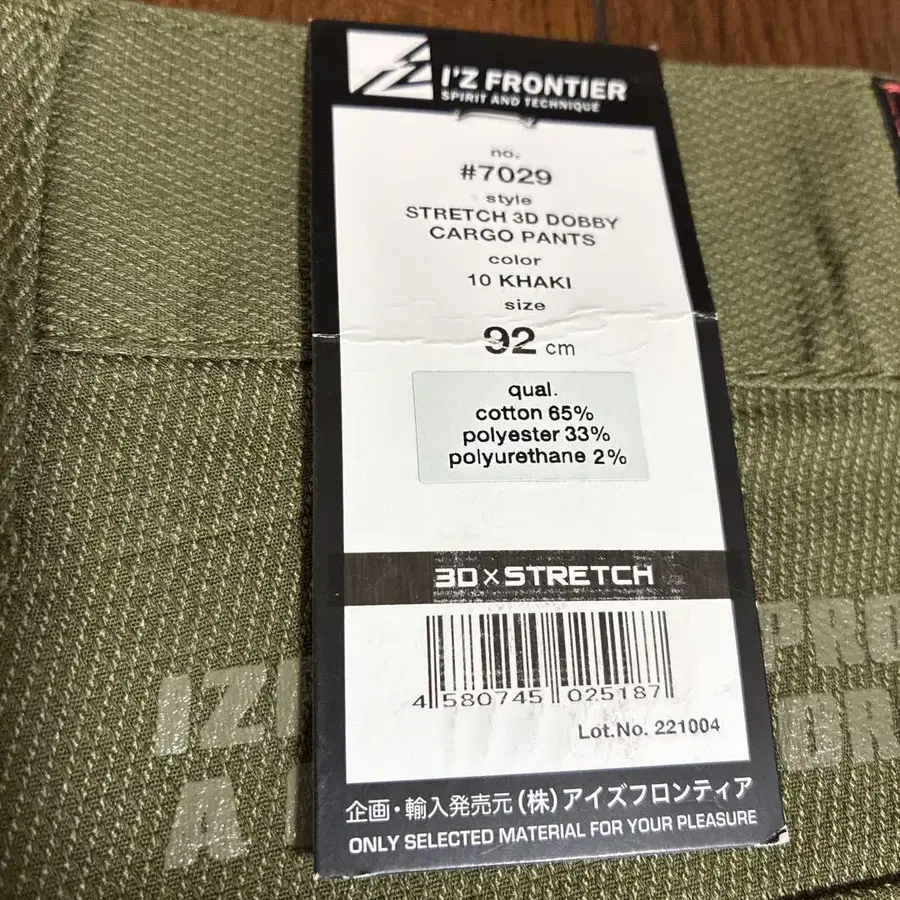 I'Z FRONTIER
SPIRIT AND TECHNIQUE
no.
#7029
style
STRETCH 3D DOBBY
CARGO PANTS
color
10 KHAKI
size
92 cm
qual.
cotton 65%
polyester 33%
polyurethane 2%
3D×STRETCH
4 580745 025187
Lot.No. 221004
企画・輸入発売元 (株)アイズフロンティア
ONLY SELECTED MATERIAL FOR YOUR PLEASURE